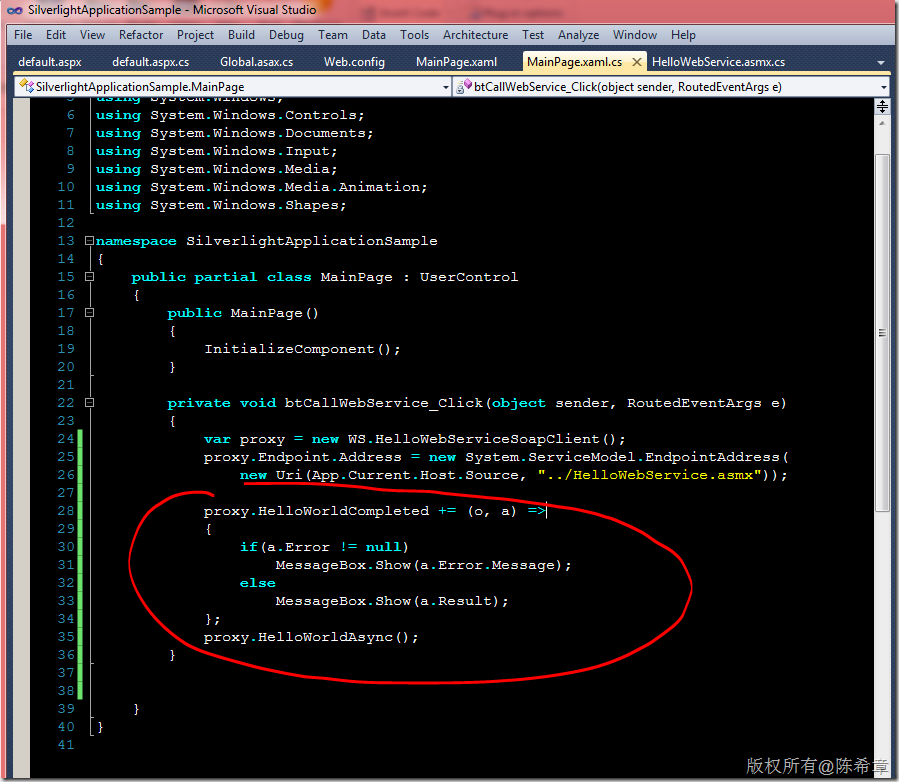 SilverlightApplicationSample - Microsoft Visual Studio
File Edit View Refactor Project Build Debug Team Data Tools Architecture Test Analyze Window Help
default.aspx default.aspx.cs Global.asax.cs Web.config MainPage.xaml MainPage.xaml.cs HelloWebService.asmx.cs
SilverlightApplicationSample.MainPage btCallWebService_Click(object sender, RoutedEventArgs e)
5 using System.Windows;
6 using System.Windows.Controls;
7 using System.Windows.Documents;
8 using System.Windows.Input;
9 using System.Windows.Media;
10 using System.Windows.Media.Animation;
11 using System.Windows.Shapes;
12
13 namespace SilverlightApplicationSample
14 {
15 public partial class MainPage : UserControl
16 {
17 public MainPage()
18 {
19 InitializeComponent();
20 }
21
22 private void btCallWebService_Click(object sender, RoutedEventArgs e)
23 {
24 var proxy = new WS.HelloWebServiceSoapClient();
25 proxy.Endpoint.Address = new System.ServiceModel.EndpointAddress(
26 new Uri(App.Current.Host.Source, "../HelloWebService.asmx"));
27
28 proxy.HelloWorldCompleted += (o, a) =>
29 {
30 if(a.Error != null)
31 MessageBox.Show(a.Error.Message);
32 else
33 MessageBox.Show(a.Result);
34 };
35 proxy.HelloWorldAsync();
36 }
37
38
39 }
40 }
41
版权所有@陈希章